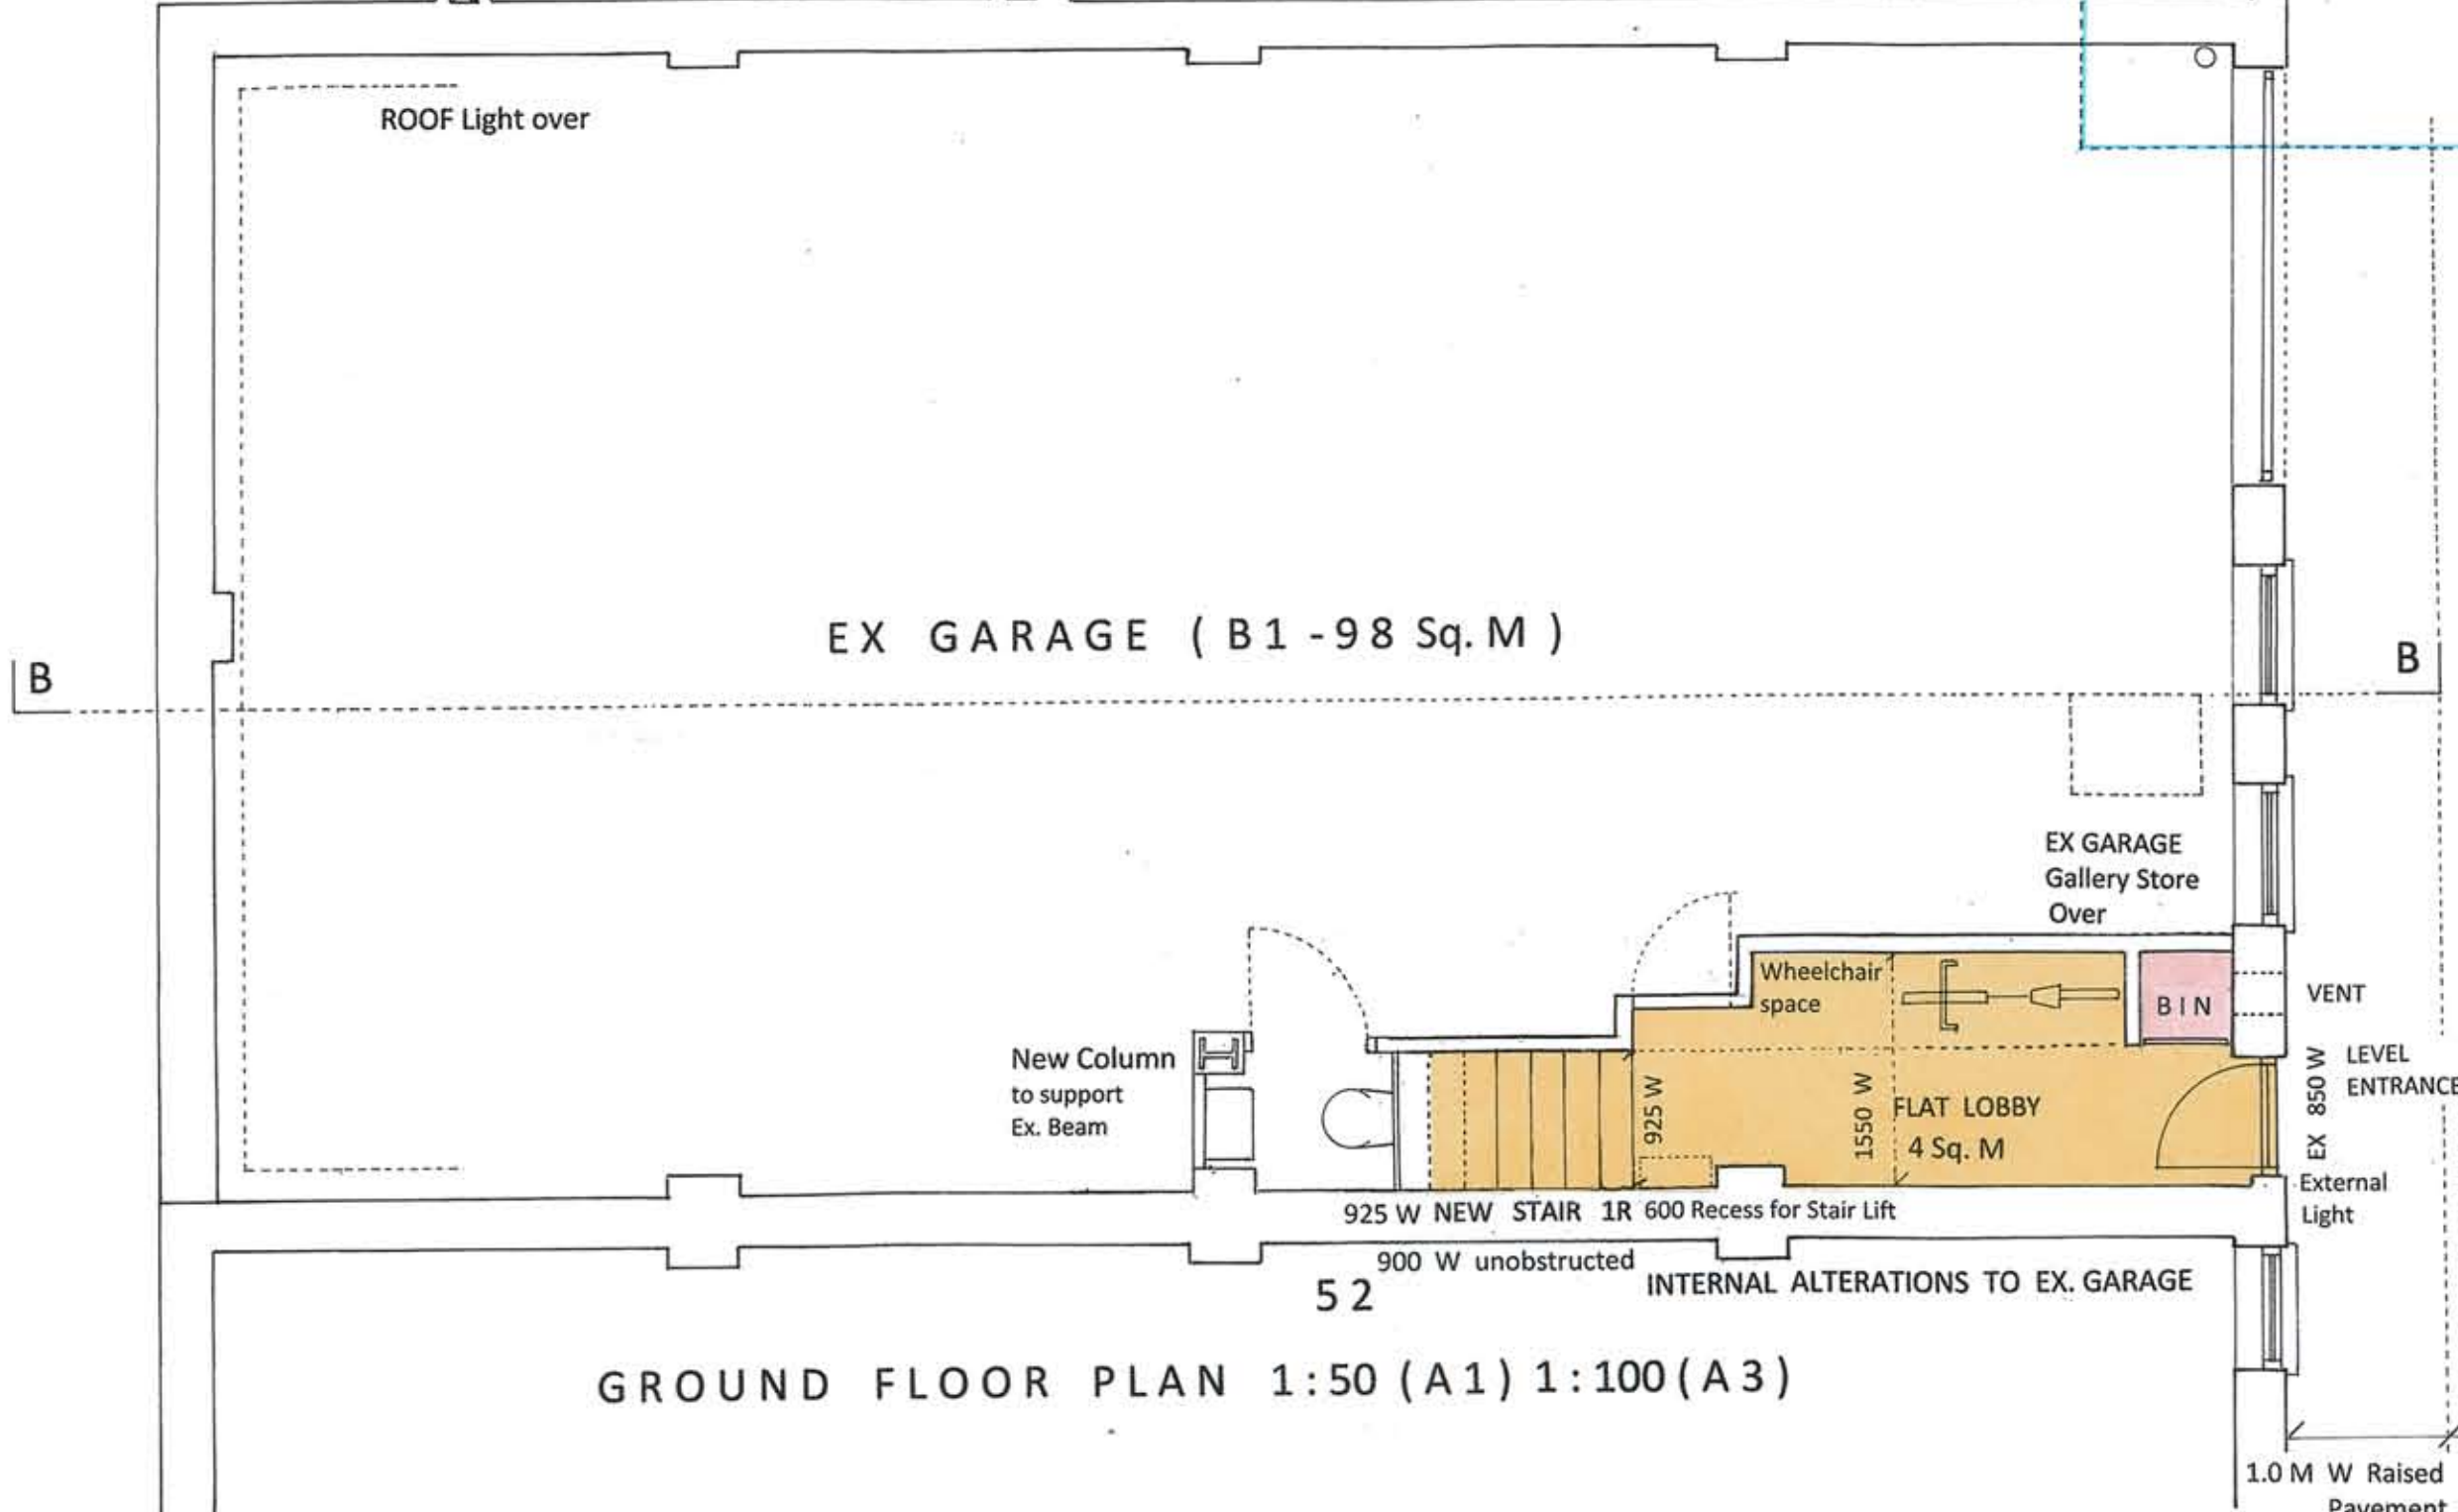 ROOF Light over
EX GARAGE ( B1 -98 Sq. M )
B
B
EX GARAGE
Gallery Store
Over
Wheelchair
space
BIN
VENT
New Column
to support
Ex. Beam
925 W
1550 W
FLAT LOBBY
4 Sq. M
EX 850 W
LEVEL
ENTRANCE
External
Light
925 W NEW STAIR 1R 600 Recess for Stair Lift
900 W unobstructed
52
INTERNAL ALTERATIONS TO EX. GARAGE
GROUND FLOOR PLAN 1:50 (A1) 1:100 (A3)
1.0 M W Raised
Pavement